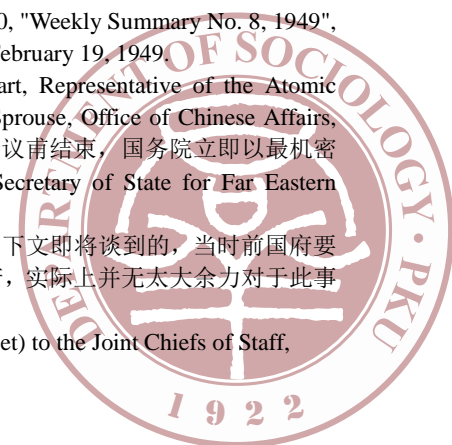 0, "Weekly Summary No. 8, 1949",
February 19, 1949.
art, Representative of the Atomic
Sprouse, Office of Chinese Affairs,
议甫结束，国务院立即以最机密
Secretary of State for Far Eastern
下文即将谈到的，当时前国府要
，实际上并无太大余力对于此事
et) to the Joint Chiefs of Staff,
DEPARTMENT OF SOCIOLOGY · PKU
1922